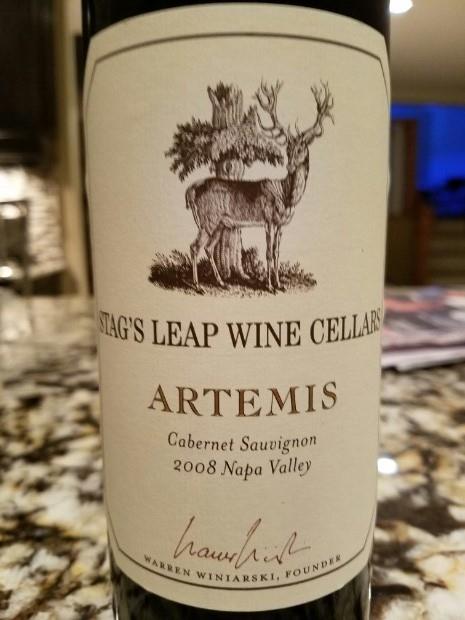 STAG'S LEAP WINE CELLARS
ARTEMIS
Cabernet Sauvignon
2008 Napa Valley
WARREN WINIARSKI, FOUNDER